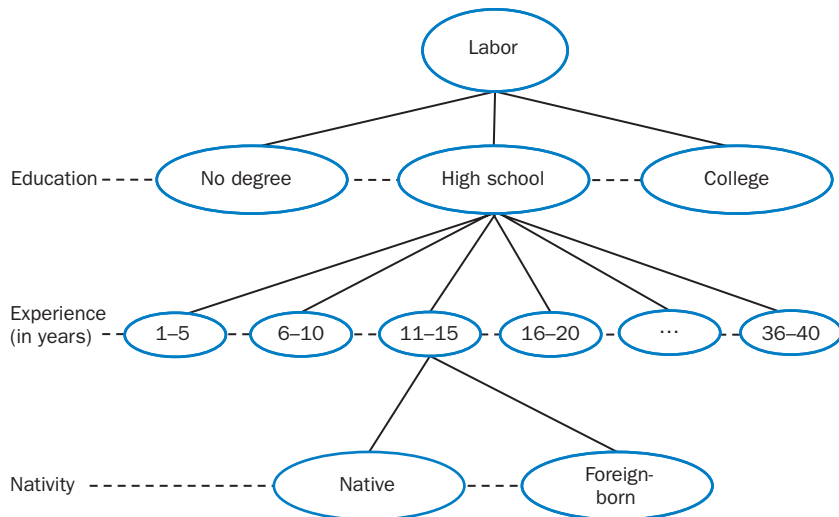 Labor
Education
No degree
High school
College
Experience
(in years)
1–5
6–10
11–15
16–20
...
36–40
Nativity
Native
Foreign-
born